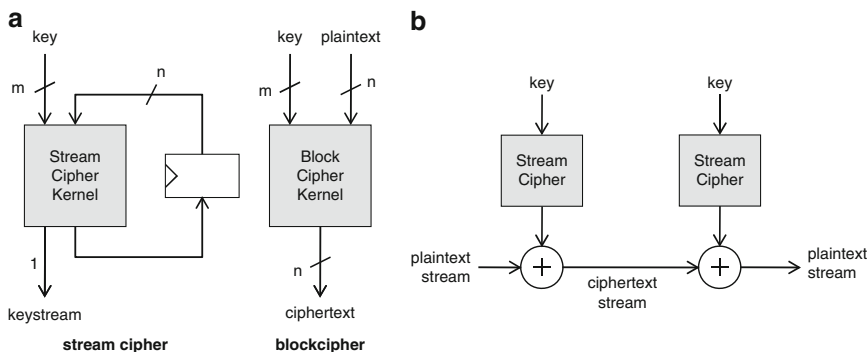 a
key
m
n
Stream
Cipher
Kernel
1
keystream
stream cipher
key
plaintext
m
n
Block
Cipher
Kernel
n
ciphertext
blockcipher
b
key
key
Stream
Cipher
Stream
Cipher
plaintext
stream
+
ciphertext
stream
+
plaintext
stream